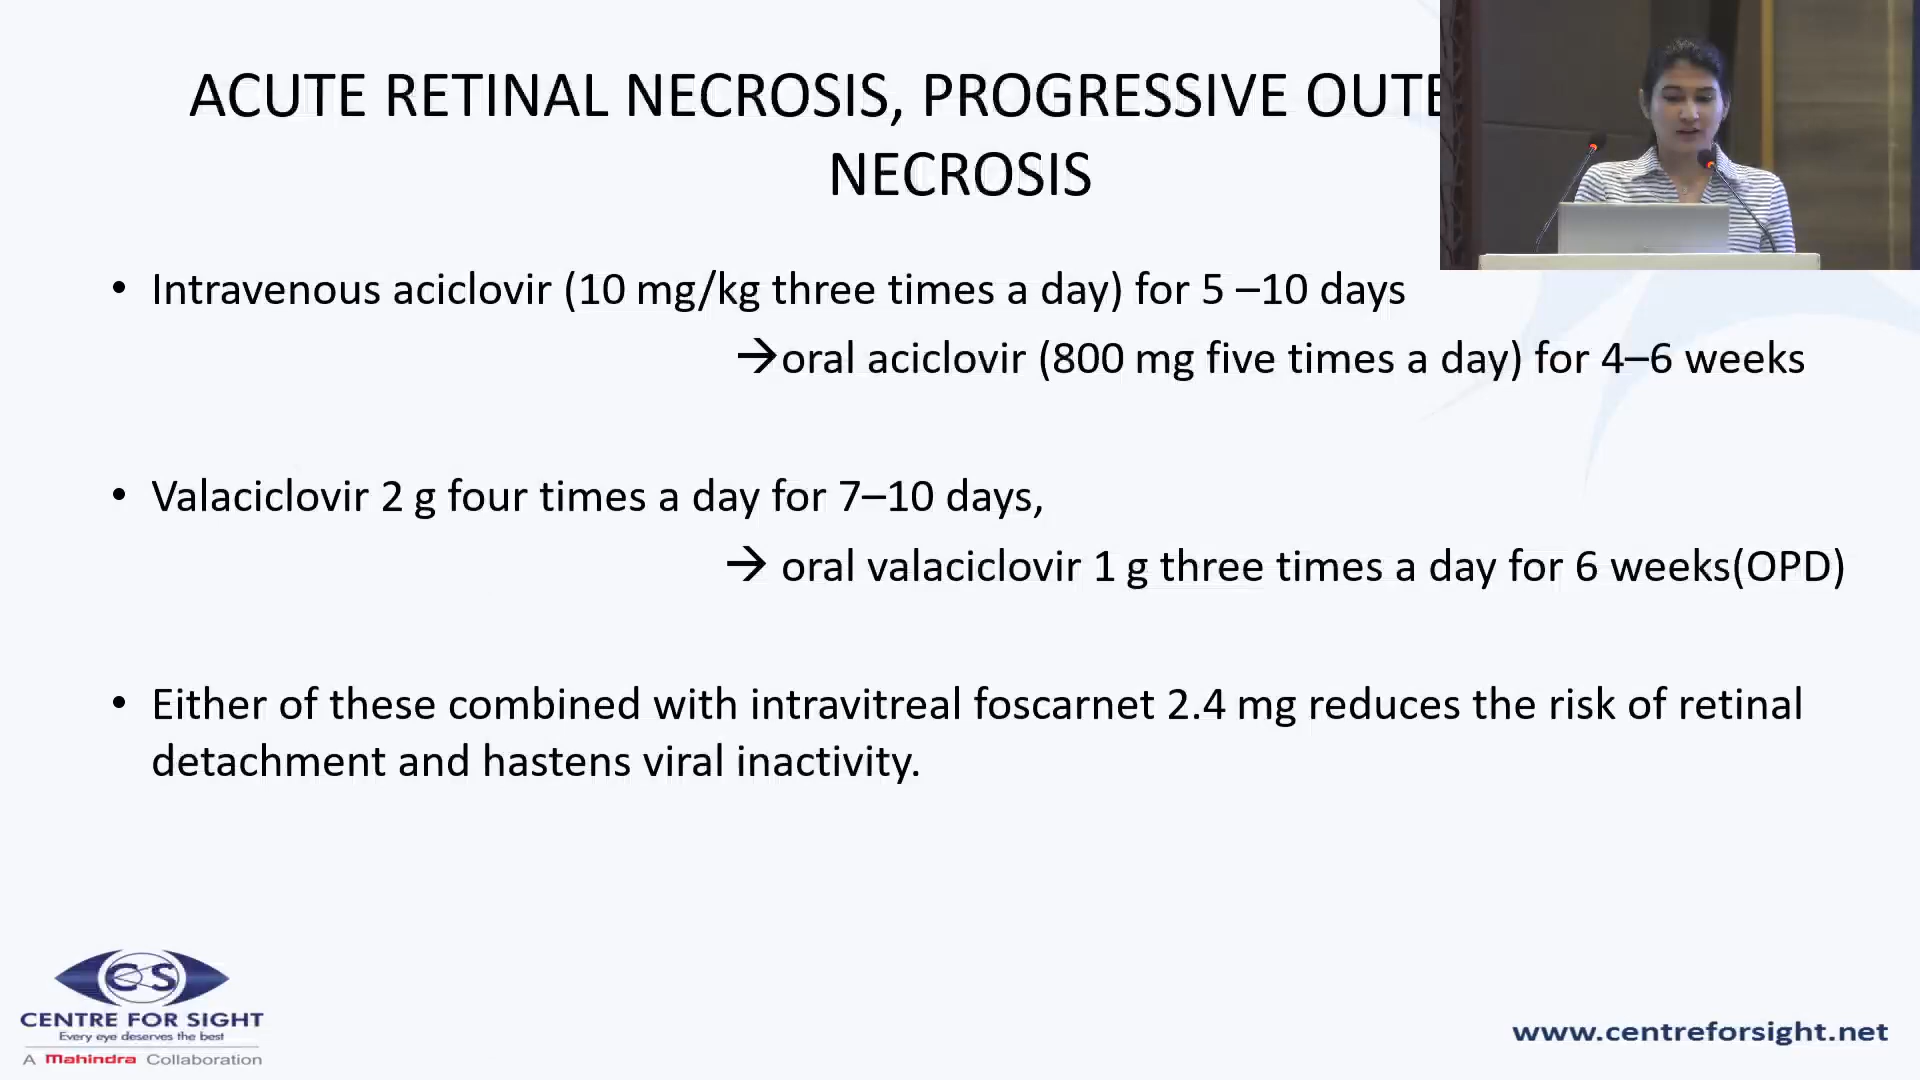 ACUTE RETINAL NECROSIS, PROGRESSIVE
NECROSIS
• Intravenous aciclovir (10 mg/kg three times a day) for 5 –10 days
→oral aciclovir (800 mg five times a day) for 4–6 weeks
• Valaciclovir 2 g four times a day for 7–10 days,
→ oral valaciclovir 1 g three times a day for 6 weeks(OPD)
• Either of these combined with intravitreal foscarnet 2.4 mg reduces the risk of retinal
detachment and hastens viral inactivity.
CS
CENTRE FOR SIGHT
Every eye deserves the best
A Mahindra Collaboration
www.centreforsight.net